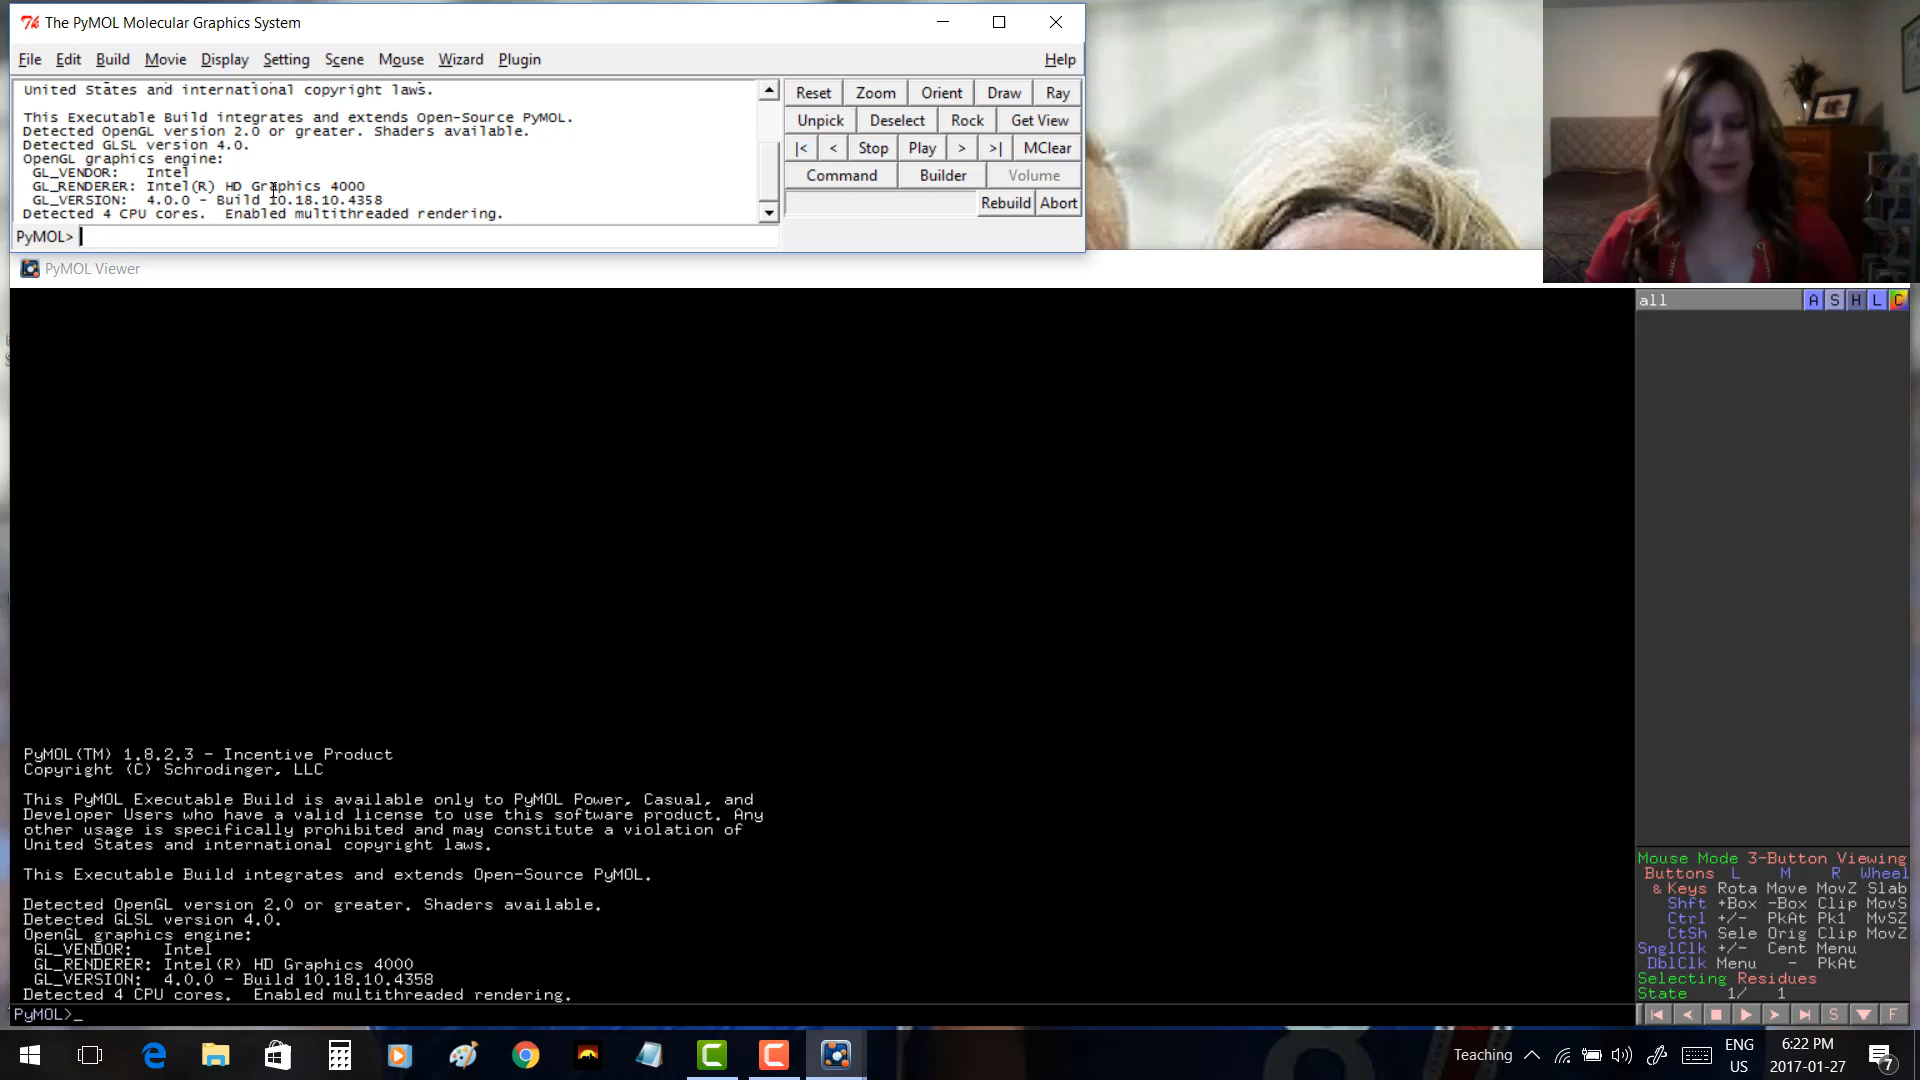 The PyMOL Molecular Graphics System
File Edit Build Movie Display Setting Scene Mouse Wizard Plugin Help
United States and international copyright laws.
This Executable Build integrates and extends Open-Source PyMOL.
Detected OpenGL version 2.0 or greater. Shaders available.
Detected GLSL version 4.0.
OpenGL graphics engine:
GL_VENDOR: Intel
GL_RENDERER: Intel(R) HD Graphics 4000
GL_VERSION: 4.0.0 - Build 10.18.10.4358
Detected 4 CPU cores. Enabled multithreaded rendering.
PyMOL>
Reset Zoom Orient Draw Ray
Unpick Deselect Rock Get View
|< < Stop Play > >| MClear
Command Builder Volume
Rebuild Abort
PyMOL Viewer
all A S H L C
PyMOL(TM) 1.8.2.3 - Incentive Product
Copyright (C) Schrodinger, LLC
This PyMOL Executable Build is available only to PyMOL Power, Casual, and
Developer Users who have a valid license to use this software product. Any
other usage is specifically prohibited and may constitute a violation of
United States and international copyright laws.
This Executable Build integrates and extends Open-Source PyMOL.
Detected OpenGL version 2.0 or greater. Shaders available.
Detected GLSL version 4.0.
OpenGL graphics engine:
GL_VENDOR: Intel
GL_RENDERER: Intel(R) HD Graphics 4000
GL_VERSION: 4.0.0 - Build 10.18.10.4358
Detected 4 CPU cores. Enabled multithreaded rendering.
PyMOL>_
Mouse Mode 3-Button Viewing
Buttons L M R Wheel
& Keys Rota Move MovZ Slab
Shft +Box -Box Clip MovS
Ctrl +/- PkAt Pk1 MvSZ
CtSh Sele Orig Clip MovZ
SnglClk +/- Cent Menu
DblClk Menu - PkAt
Selecting Residues
State 1/ 1
S F
Teaching
ENG
US
6:22 PM
2017-01-27
7